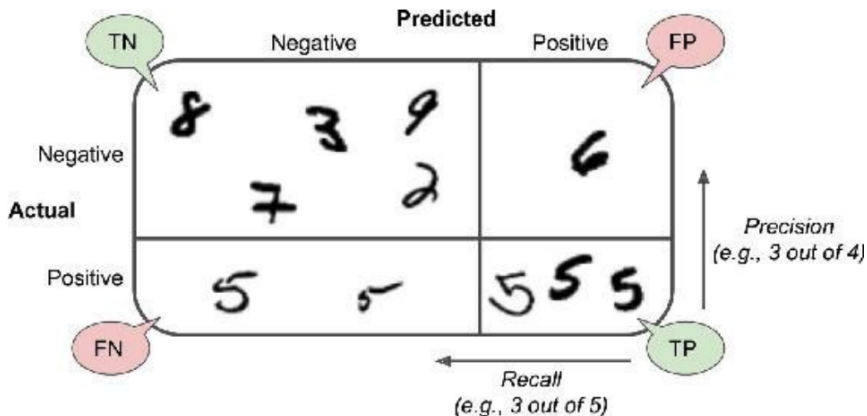 Predicted
TN Negative Positive FP
8 3 9
Negative 6
7 2
Actual
Precision
(e.g., 3 out of 4)
Positive 5 5 5 5 5
FN TP
Recall
(e.g., 3 out of 5)